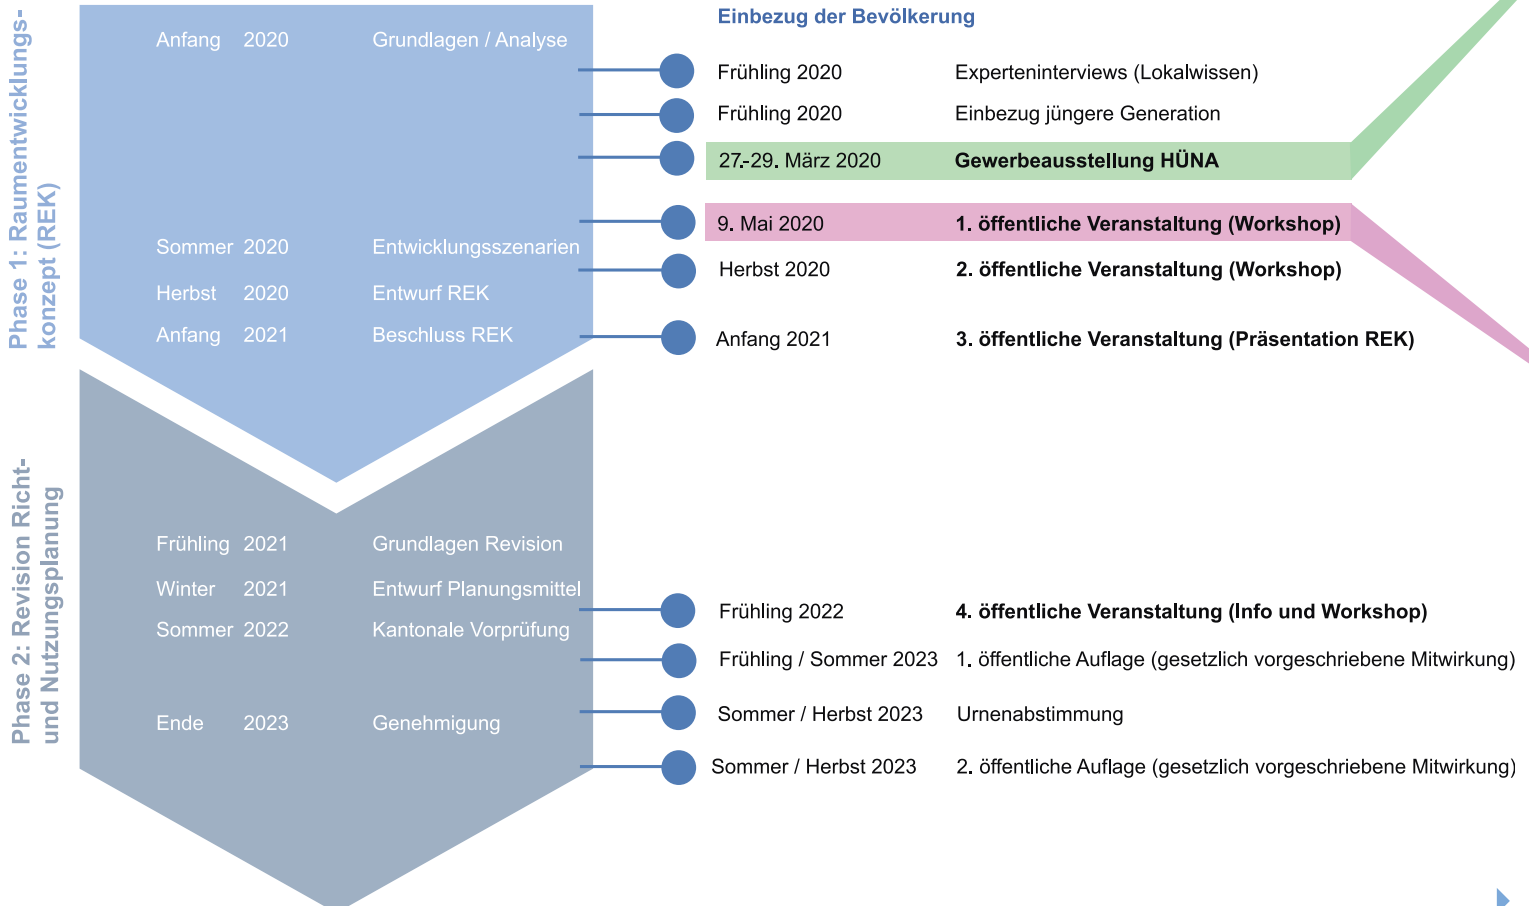 Phase 1: Raumentwicklungs-
konzept (REK)
Anfang 2020 Grundlagen / Analyse
Sommer 2020 Entwicklungsszenarien
Herbst 2020 Entwurf REK
Anfang 2021 Beschluss REK
Einbezug der Bevölkerung
Frühling 2020 Experteninterviews (Lokalwissen)
Frühling 2020 Einbezug jüngere Generation
27.-29. März 2020 Gewerbeausstellung HÜNA
9. Mai 2020 1. öffentliche Veranstaltung (Workshop)
Herbst 2020 2. öffentliche Veranstaltung (Workshop)
Anfang 2021 3. öffentliche Veranstaltung (Präsentation REK)
Phase 2: Revision Richt-
und Nutzungsplanung
Frühling 2021 Grundlagen Revision
Winter 2021 Entwurf Planungsmittel
Sommer 2022 Kantonale Vorprüfung
Ende 2023 Genehmigung
Frühling 2022 4. öffentliche Veranstaltung (Info und Workshop)
Frühling / Sommer 2023 1. öffentliche Auflage (gesetzlich vorgeschriebene Mitwirkung)
Sommer / Herbst 2023 Urnenabstimmung
Sommer / Herbst 2023 2. öffentliche Auflage (gesetzlich vorgeschriebene Mitwirkung)